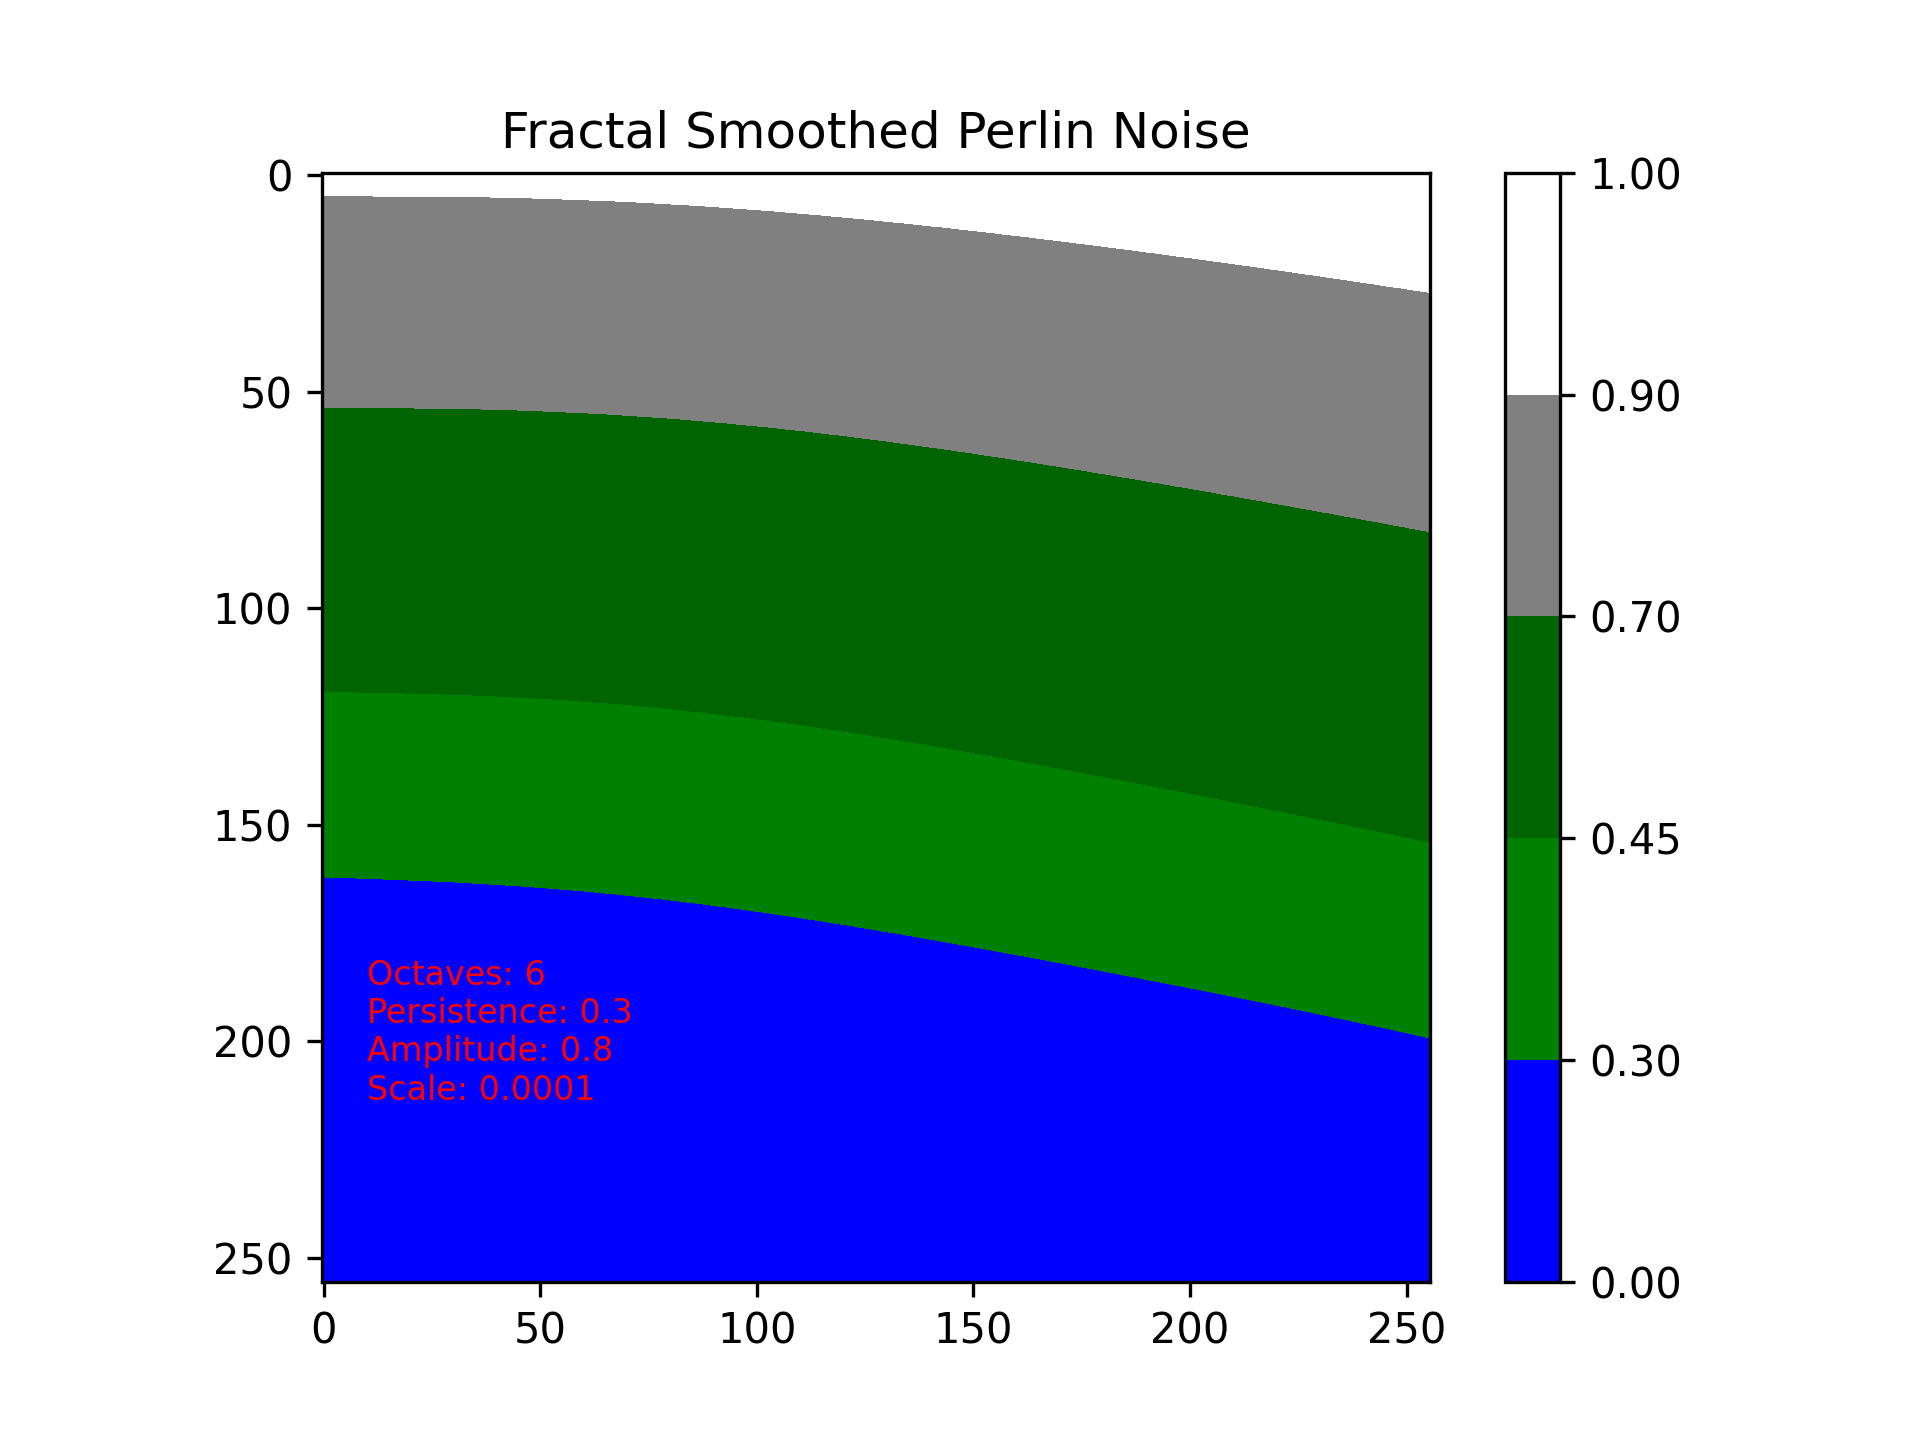 Fractal Smoothed Perlin Noise
0
50
100
150
200
250
Octaves: 6
Persistence: 0.3
Amplitude: 0.8
Scale: 0.0001
0 50 100 150 200 250
1.00
0.90
0.70
0.45
0.30
0.00